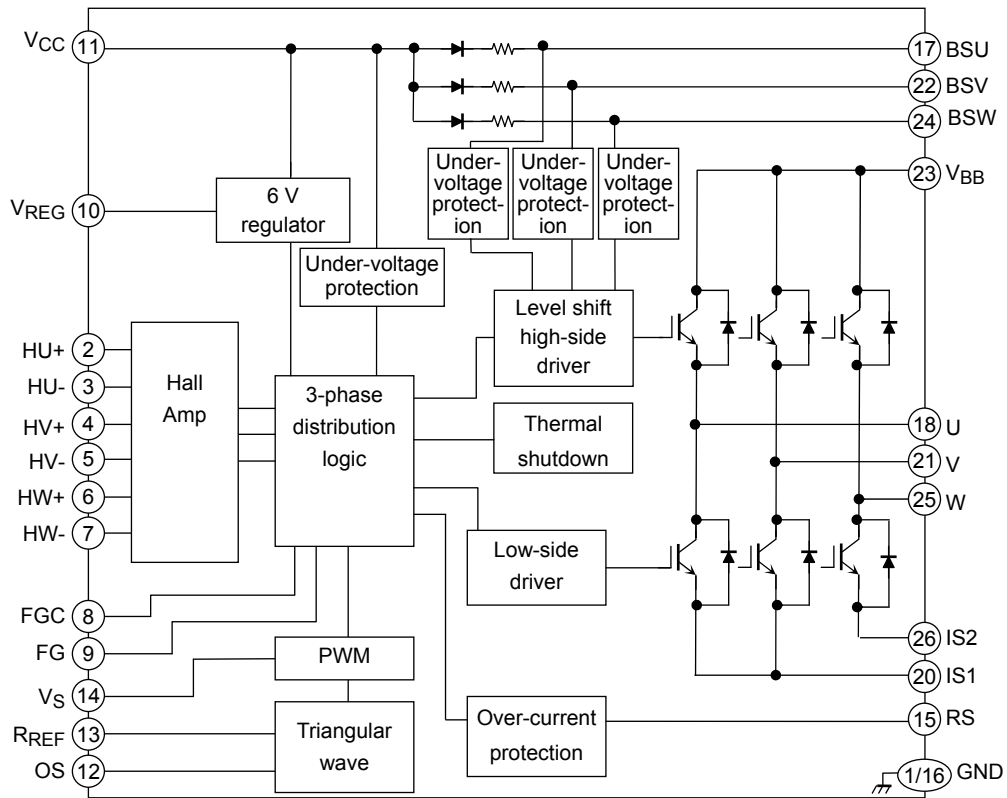 VCC 11
17 BSU
22 BSV
24 BSW
Under-
voltage
protect-
ion
Under-
voltage
protect-
ion
Under-
voltage
protect-
ion
23 VBB
6 V
regulator
VREG 10
Under-voltage
protection
Level shift
high-side
driver
HU+ 2
HU- 3
HV+ 4
HV- 5
HW+ 6
HW- 7
Hall
Amp
3-phase
distribution
logic
Thermal
shutdown
18 U
21 V
25 W
Low-side
driver
FGC 8
FG 9
VS 14
RREF 13
OS 12
PWM
Triangular
wave
Over-current
protection
26 IS2
20 IS1
15 RS
1/16 GND